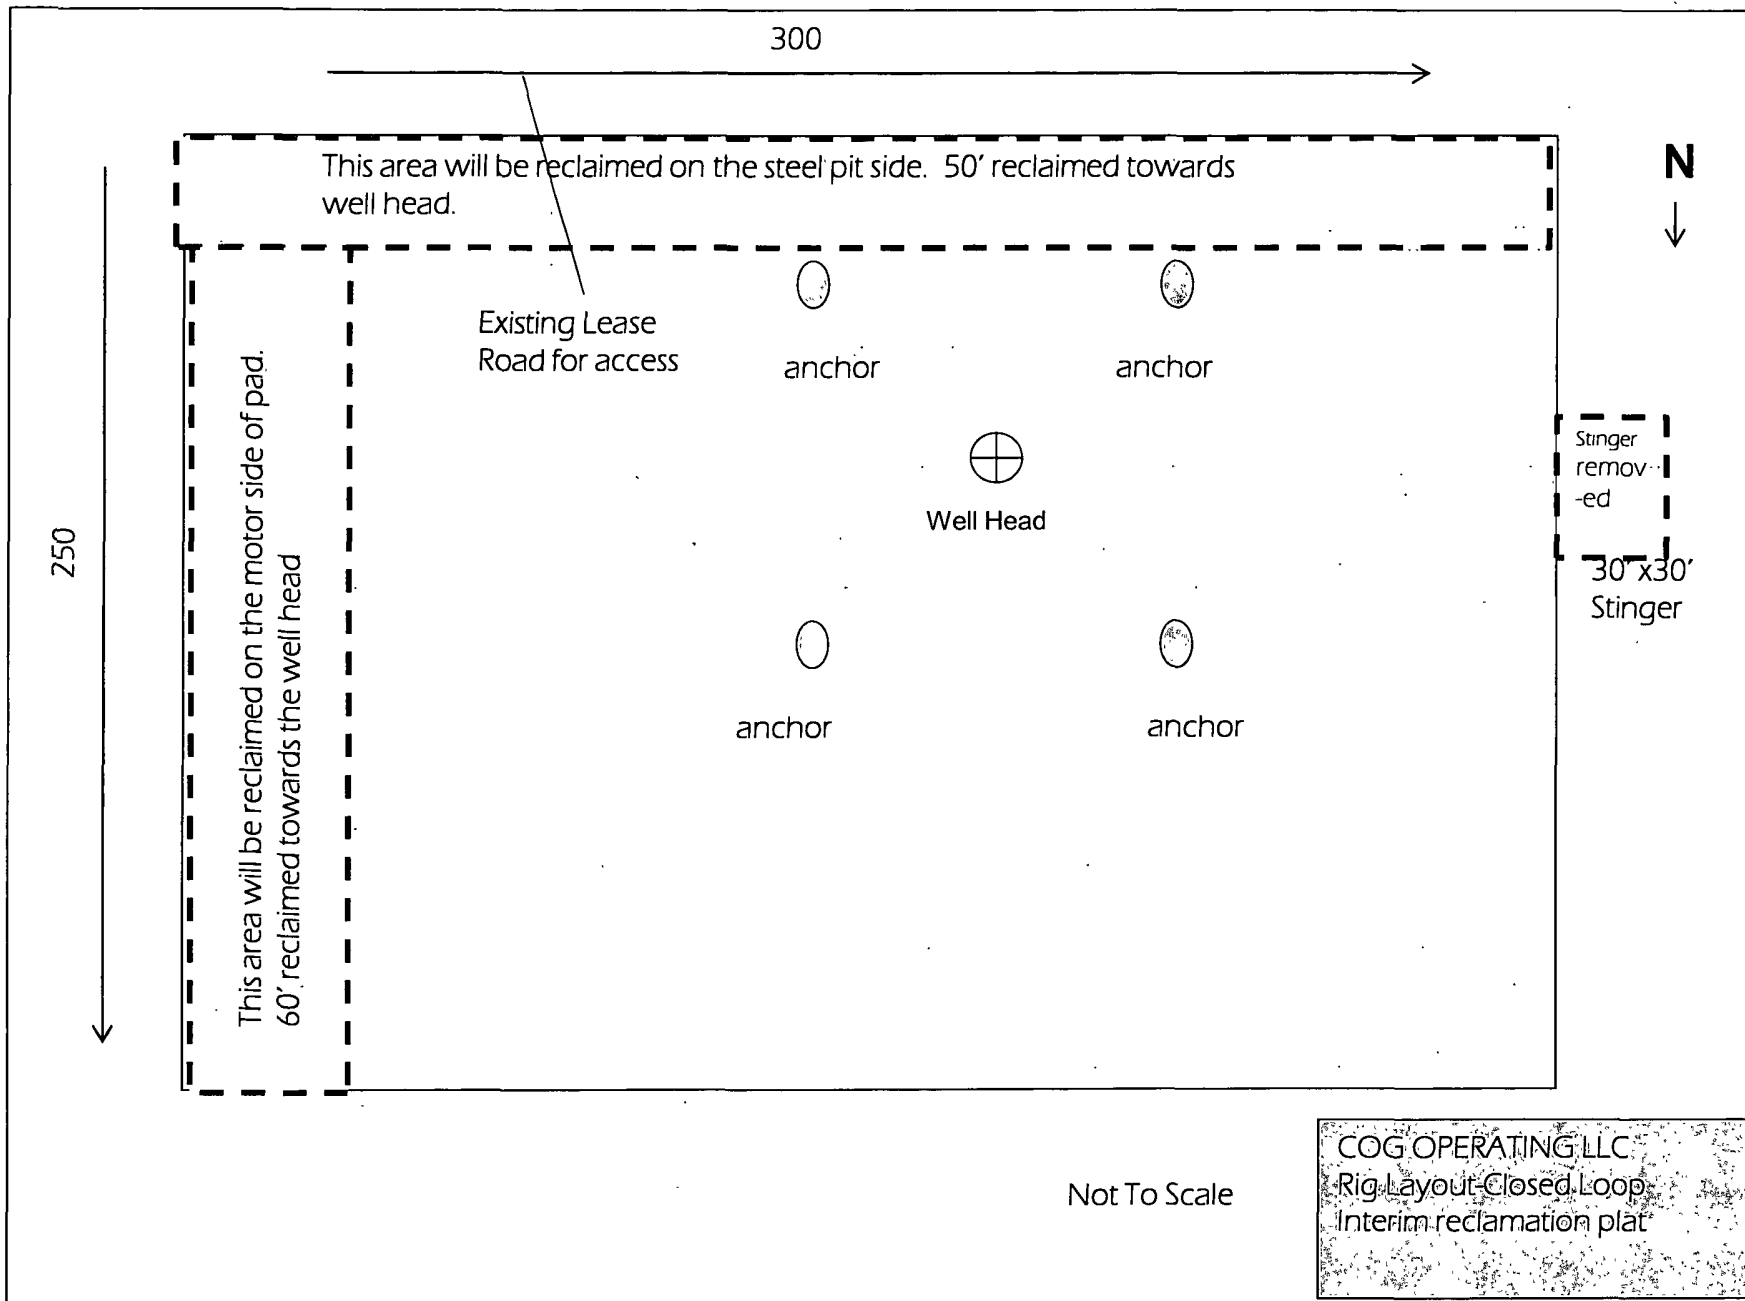 300
This area will be reclaimed on the steel pit side. 50' reclaimed towards
well head.
N
Existing Lease
Road for access
anchor
anchor
Stinger
remov
-ed
Well Head
30'x30'
Stinger
250
This area will be reclaimed on the motor side of pad.
60' reclaimed towards the well head
anchor
anchor
Not To Scale
COG OPERATING LLC
Rig Layout-Closed Loop
Interim reclamation plat